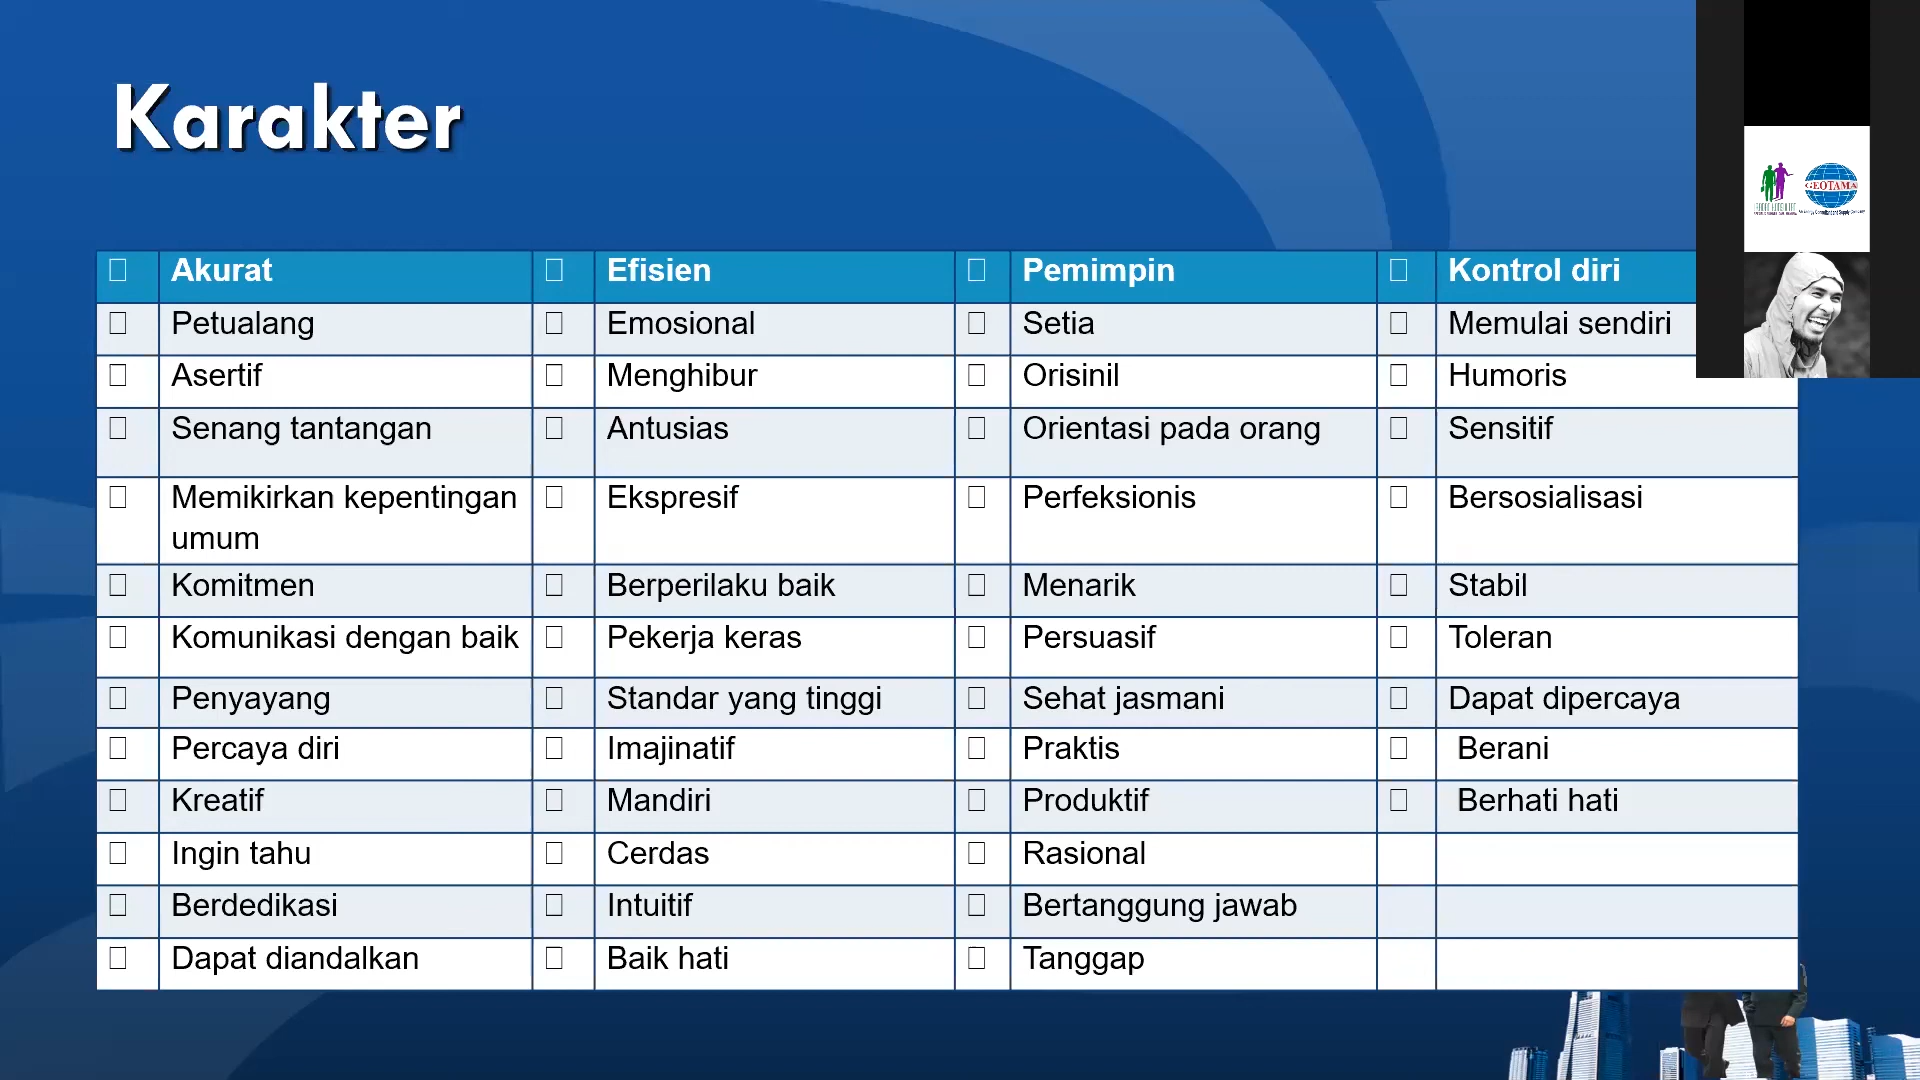 Karakter
☐ Akurat ☐ Efisien ☐ Pemimpin ☐ Kontrol diri
☐ Petualang ☐ Emosional ☐ Setia ☐ Memulai sendiri
☐ Asertif ☐ Menghibur ☐ Orisinil ☐ Humoris
☐ Senang tantangan ☐ Antusias ☐ Orientasi pada orang ☐ Sensitif
☐ Memikirkan kepentingan umum ☐ Ekspresif ☐ Perfeksionis ☐ Bersosialisasi
☐ Komitmen ☐ Berperilaku baik ☐ Menarik ☐ Stabil
☐ Komunikasi dengan baik ☐ Pekerja keras ☐ Persuasif ☐ Toleran
☐ Penyayang ☐ Standar yang tinggi ☐ Sehat jasmani ☐ Dapat dipercaya
☐ Percaya diri ☐ Imajinatif ☐ Praktis ☐ Berani
☐ Kreatif ☐ Mandiri ☐ Produktif ☐ Berhati hati
☐ Ingin tahu ☐ Cerdas ☐ Rasional
☐ Berdedikasi ☐ Intuitif ☐ Bertanggung jawab
☐ Dapat diandalkan ☐ Baik hati ☐ Tanggap
GEOTAMA